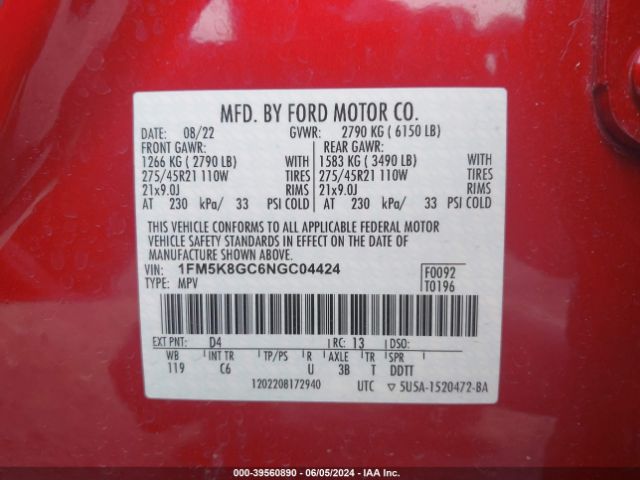 MFD. BY FORD MOTOR CO.
DATE: 08/22 GVWR: 2790 KG ( 6150 LB)
FRONT GAWR: REAR GAWR:
1266 KG ( 2790 LB) WITH 1583 KG ( 3490 LB) WITH
275/45R21 110W TIRES 275/45R21 110W TIRES
21x9.0J RIMS 21x9.0J RIMS
AT 230 kPa/ 33 PSI COLD AT 230 kPa/ 33 PSI COLD
THIS VEHICLE CONFORMS TO ALL APPLICABLE FEDERAL MOTOR
VEHICLE SAFETY STANDARDS IN EFFECT ON THE DATE OF
MANUFACTURE SHOWN ABOVE.
VIN: 1FM5K8GC6NGC04424 F0092
TYPE: MPV T0196
EXT PNT: D4 RC: 13 DSO:
WB INT TR TP/PS R AXLE TR SPR
119 C6 U 3B T DDTT
1202208172940 UTC ▽ 5U5A-1520472-BA
000-39560890 - 06/05/2024 - IAA Inc.